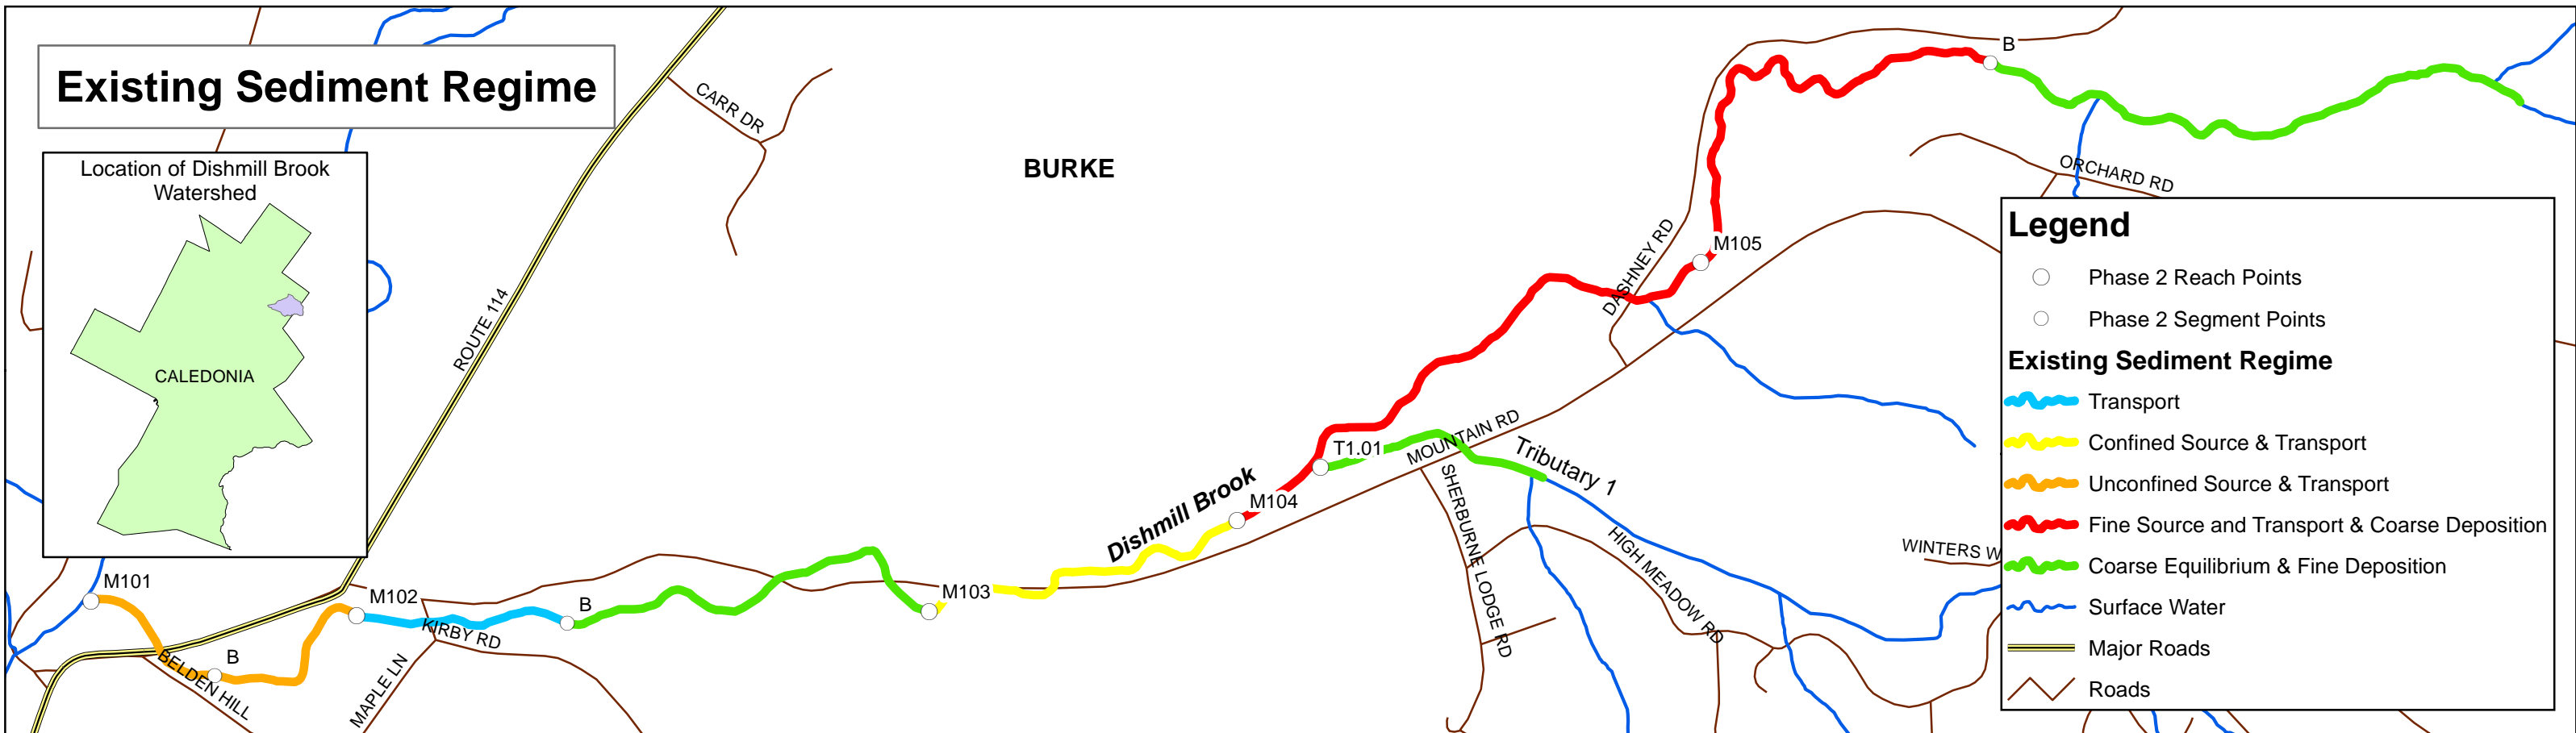 Existing Sediment Regime
Location of Dishmill Brook
Watershed
CALEDONIA
BURKE
CARR DR
ROUTE 114
B
ORCHARD RD
M105
DASHNEY RD
T1.01
MOUNTAIN RD
Tributary 1
Dishmill Brook
M104
SHERBURNE LODGE RD
HIGH MEADOW RD
WINTERS W
M101
M102
B
M103
KIRBY RD
B
BELDEN HILL
MAPLE LN
Legend
Phase 2 Reach Points
Phase 2 Segment Points
Existing Sediment Regime
Transport
Confined Source & Transport
Unconfined Source & Transport
Fine Source and Transport & Coarse Deposition
Coarse Equilibrium & Fine Deposition
Surface Water
Major Roads
Roads